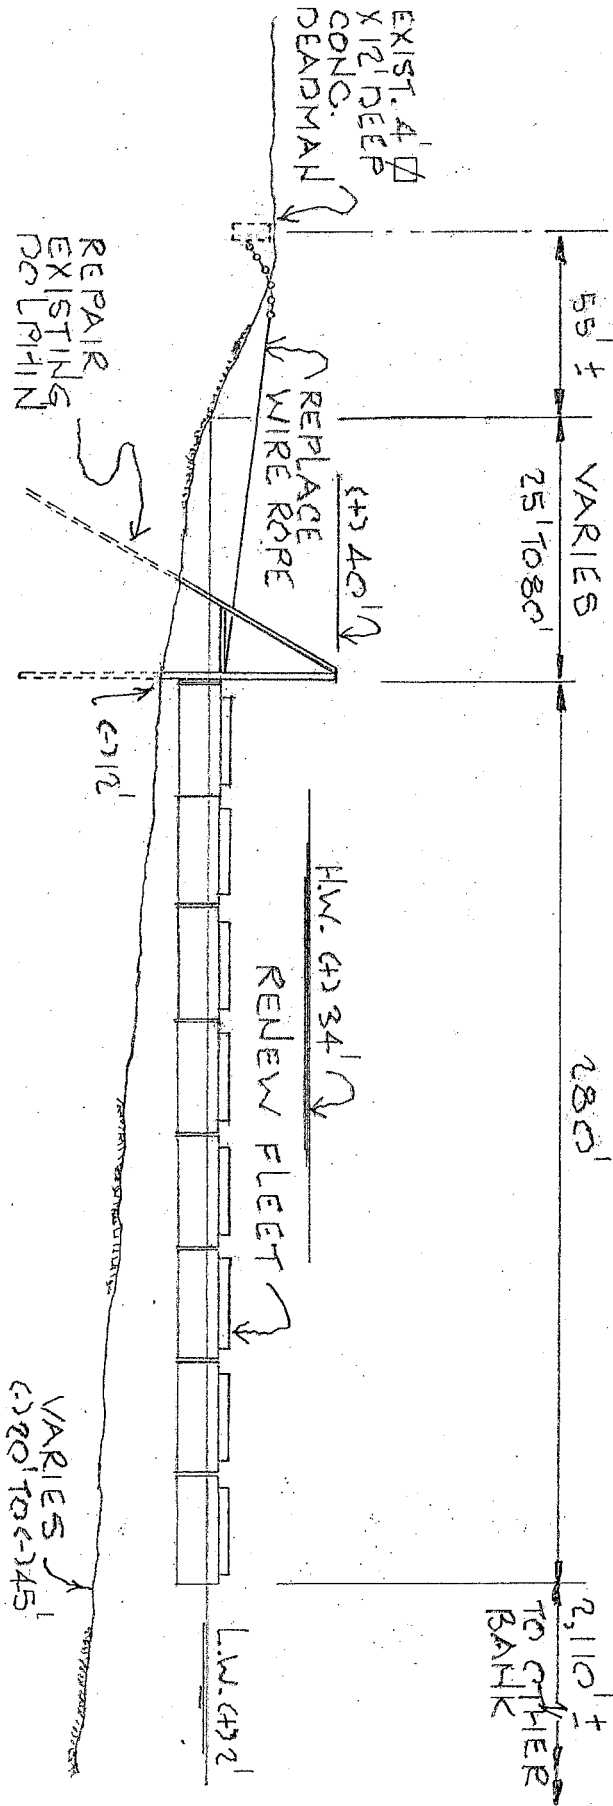 EXIST. 4' ⌀
X 12' DEEP
CONC.
DEADMAN
55' ±
VARIES
25' TO 80'
280'
2,110' ±
TO OTHER
BANK
REPLACE
WIRE ROPE
(+) 40'
H.W. (+) 34'
RENEW FLEET
L.W. (+) 2'
REPAIR
EXISTING
DOLPHIN
(-) 12'
VARIES
(-) 20' TO (-) 45'